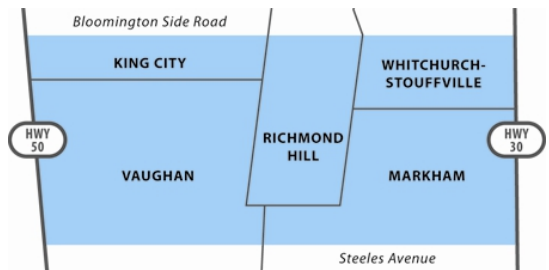 Bloomington Side Road
KING CITY
WHITCHURCH-
STOUFFVILLE
HWY
50
RICHMOND
HILL
HWY
30
VAUGHAN
MARKHAM
Steeles Avenue